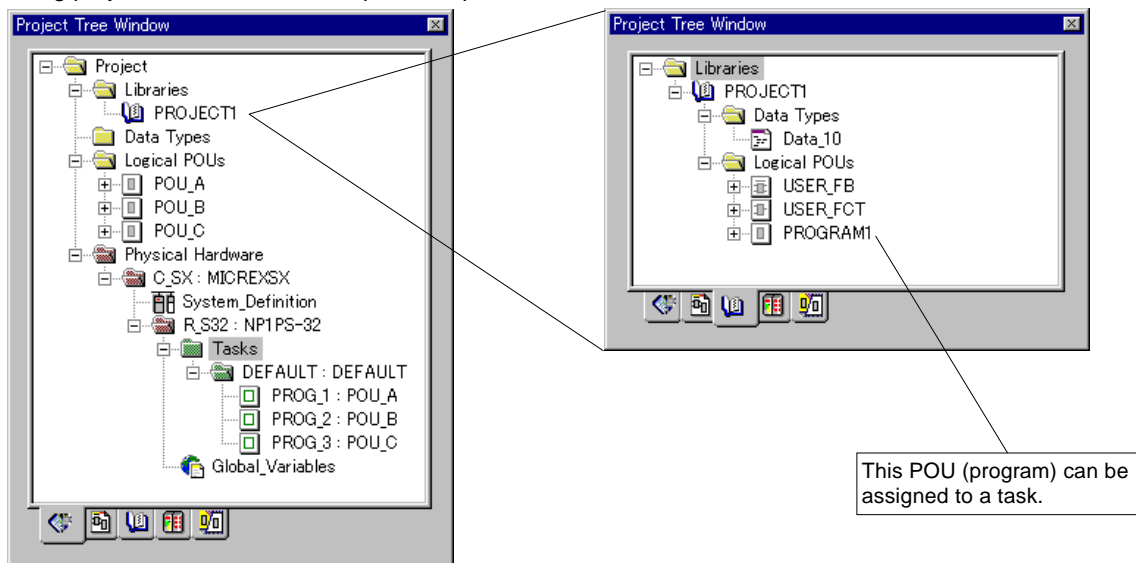 Project Tree Window
Project
Libraries
PROJECT1
Data Types
Logical POUs
POU_A
POU_B
POU_C
Physical Hardware
C_SX : MICREXSX
System_Definition
R_S32 : NP1PS-32
Tasks
DEFAULT : DEFAULT
PROG_1 : POU_A
PROG_2 : POU_B
PROG_3 : POU_C
Global_Variables
Project Tree Window
Libraries
PROJECT1
Data Types
Data_10
Logical POUs
USER_FB
USER_FCT
PROGRAM1
This POU (program) can be
assigned to a task.